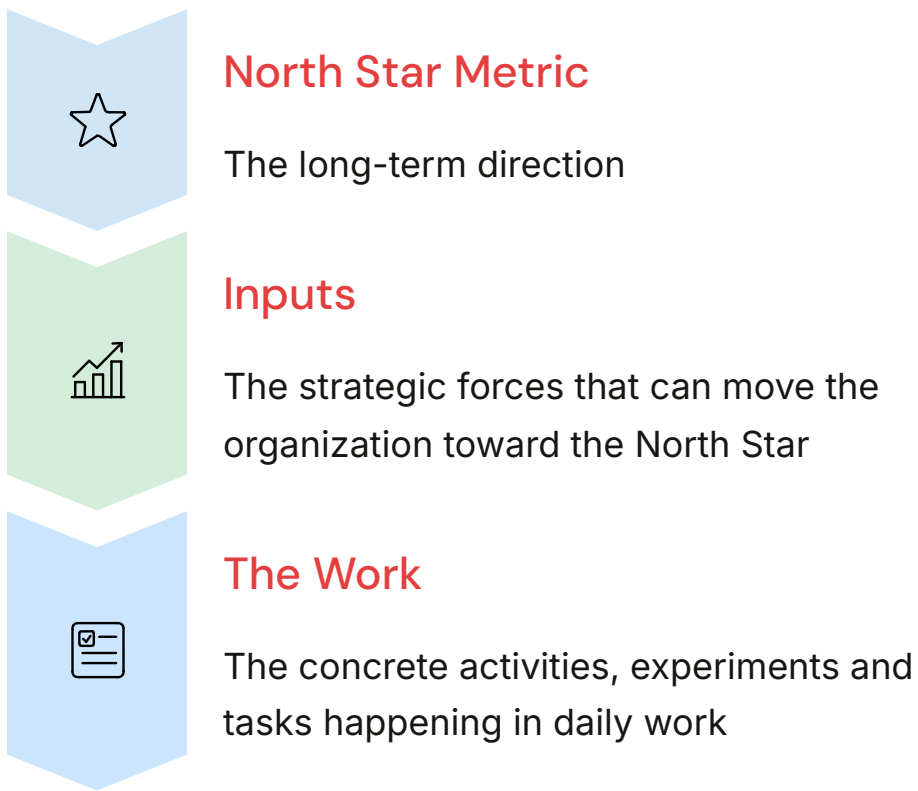 North Star Metric
The long-term direction
Inputs
The strategic forces that can move the
organization toward the North Star
The Work
The concrete activities, experiments and
tasks happening in daily work